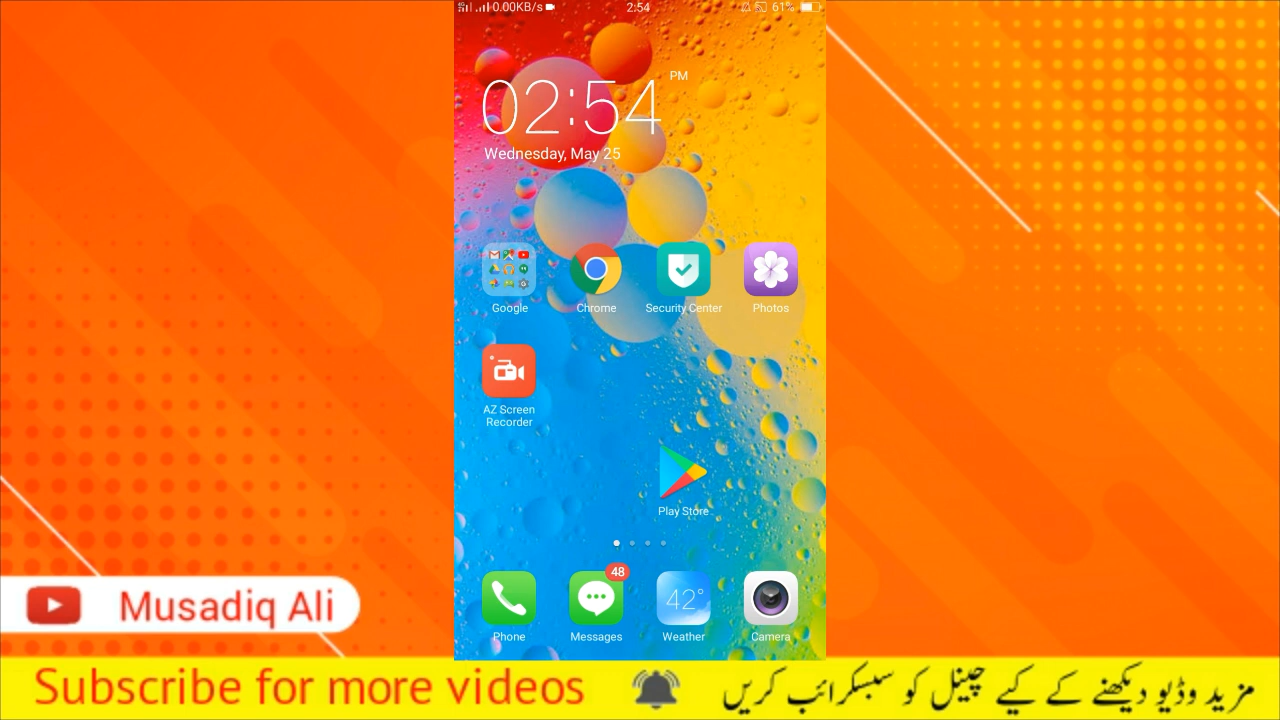 0.00KB/s
2:54
61%
02:54
PM
Wednesday, May 25
Google
Chrome
Security Center
Photos
AZ Screen
Recorder
Play Store
48
42°
Phone
Messages
Weather
Camera
Musadiq Ali
Subscribe for more videos
مزید وڈیو دیکھنے کے لیے چینل کو سبسکرائب کریں